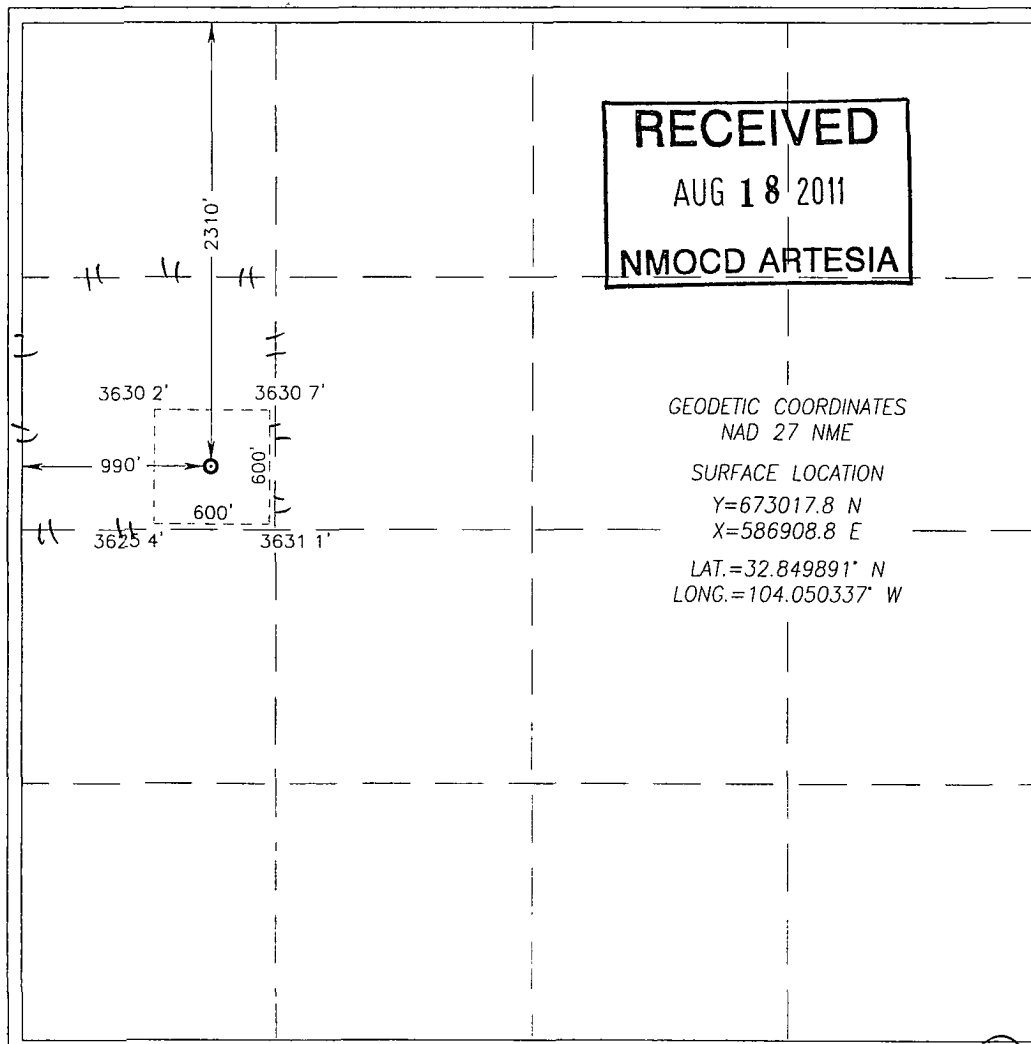 RECEIVED
AUG 18 2011
NMOCD ARTESIA
2310'
3630 2'
3630 7'
990'
600'
600'
3625 4'
3631 1'
GEODETIC COORDINATES
NAD 27 NME
SURFACE LOCATION
Y=673017.8 N
X=586908.8 E
LAT.=32.849891° N
LONG.=104.050337° W